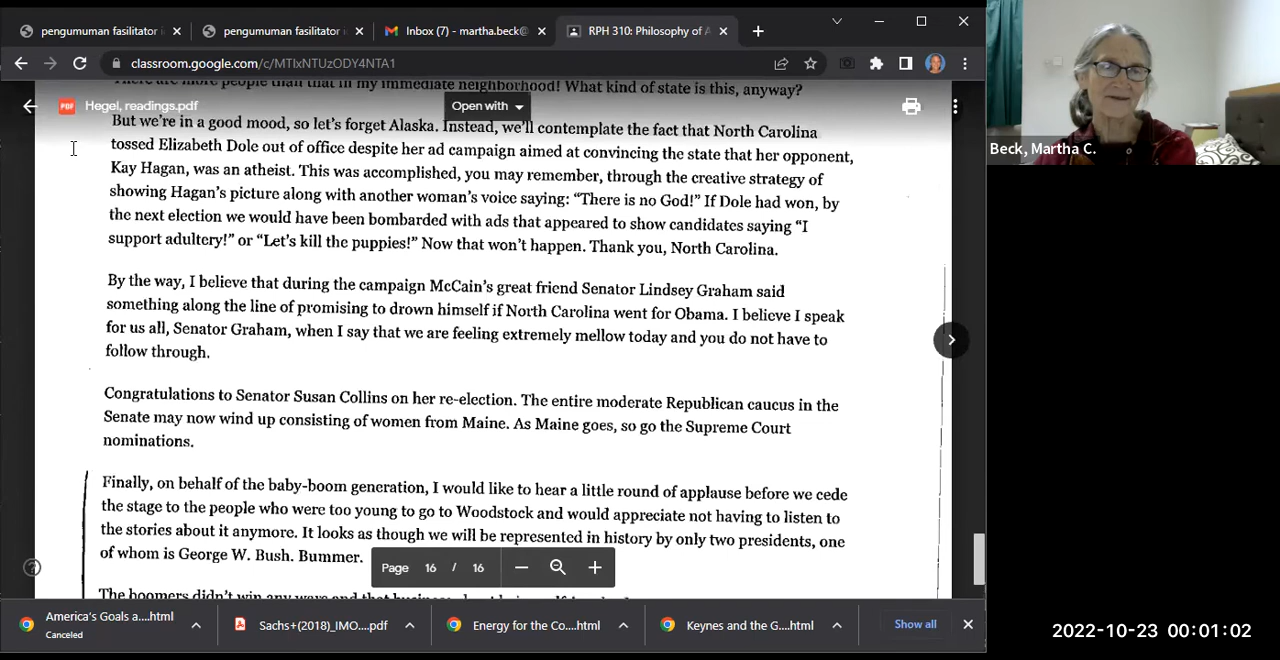 pengumuman fasilitator i
pengumuman fasilitator i
Inbox (7) - martha.beck@
RPH 310: Philosophy of A
classroom.google.com/c/MTIxNTUzODY4NTA1
There are more people than that in my immediate neighborhood! What kind of state is this, anyway?
PDF
Hegel, readings.pdf
Open with
But we're in a good mood, so let's forget Alaska. Instead, we'll contemplate the fact that North Carolina
tossed Elizabeth Dole out of office despite her ad campaign aimed at convincing the state that her opponent,
Kay Hagan, was an atheist. This was accomplished, you may remember, through the creative strategy of
showing Hagan's picture along with another woman's voice saying: “There is no God!” If Dole had won, by
the next election we would have been bombarded with ads that appeared to show candidates saying “I
support adultery!” or “Let's kill the puppies!” Now that won't happen. Thank you, North Carolina.
By the way, I believe that during the campaign McCain's great friend Senator Lindsey Graham said
something along the line of promising to drown himself if North Carolina went for Obama. I believe I speak
for us all, Senator Graham, when I say that we are feeling extremely mellow today and you do not have to
follow through.
Congratulations to Senator Susan Collins on her re-election. The entire moderate Republican caucus in the
Senate may now wind up consisting of women from Maine. As Maine goes, so go the Supreme Court
nominations.
Finally, on behalf of the baby-boom generation, I would like to hear a little round of applause before we cede
the stage to the people who were too young to go to Woodstock and would appreciate not having to listen to
the stories about it anymore. It looks as though we will be represented in history by only two presidents, one
of whom is George W. Bush. Bummer.
Page 16 / 16
The boomers didn't win any wars and that business
America's Goals a....html
Canceled
Sachs+(2018)_IMO....pdf
Energy for the Co....html
Keynes and the G....html
Show all
Beck, Martha C.
2022-10-23 00:01:02